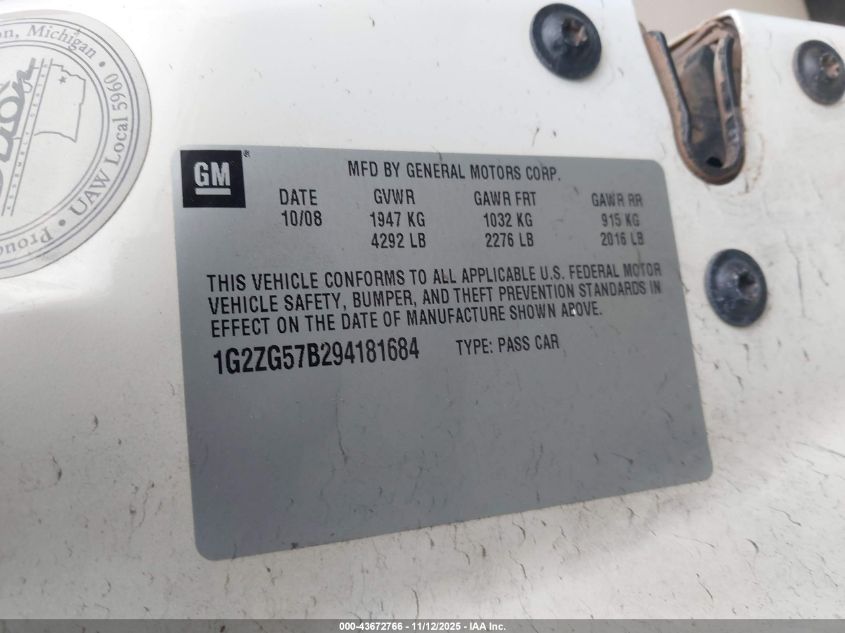 on, Michigan •
UAW Local 5960
Prou
GM
MFD BY GENERAL MOTORS CORP.
DATE GVWR GAWR FRT GAWR RR
10/08 1947 KG 1032 KG 915 KG
4292 LB 2276 LB 2016 LB
THIS VEHICLE CONFORMS TO ALL APPLICABLE U.S. FEDERAL MOTOR
VEHICLE SAFETY, BUMPER, AND THEFT PREVENTION STANDARDS IN
EFFECT ON THE DATE OF MANUFACTURE SHOWN ABOVE.
1G2ZG57B294181684 TYPE: PASS CAR
000-43672766 - 11/12/2025 - IAA Inc.